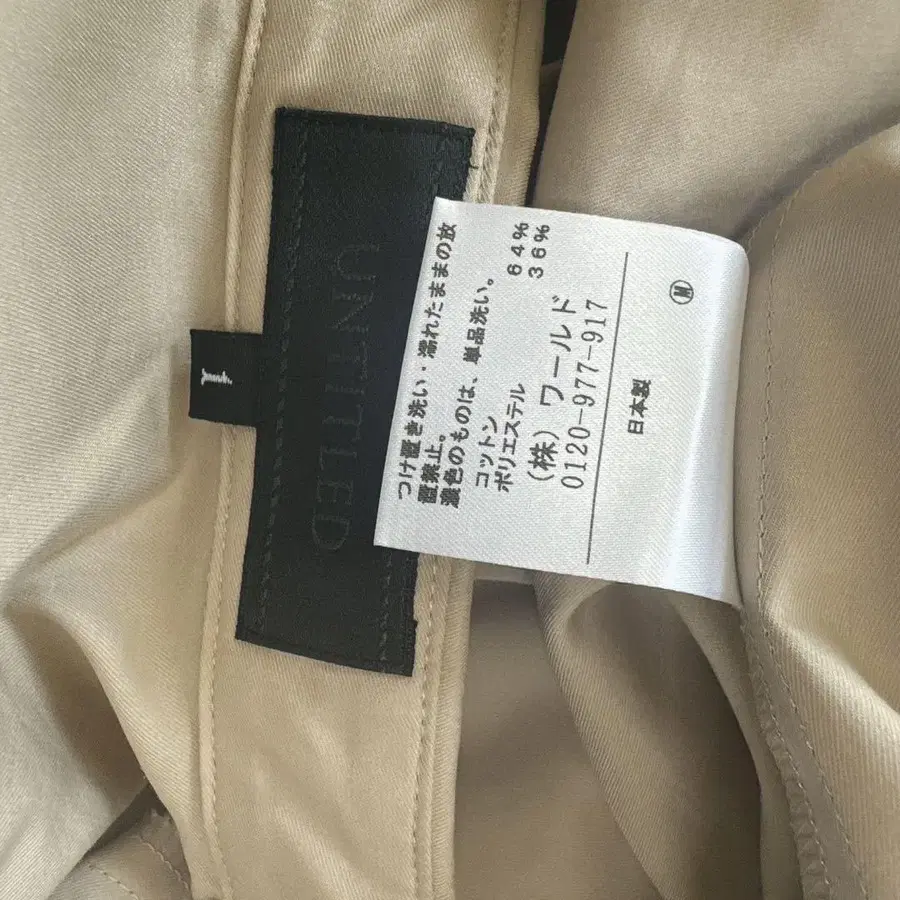 UNTITLED
1
つけ置き洗い・濡れたままの放
置禁止。
濃色のものは、単品洗い。
コットン 64%
ポリエステル 36%
(株) ワールド
0120-977-917
日本製
M